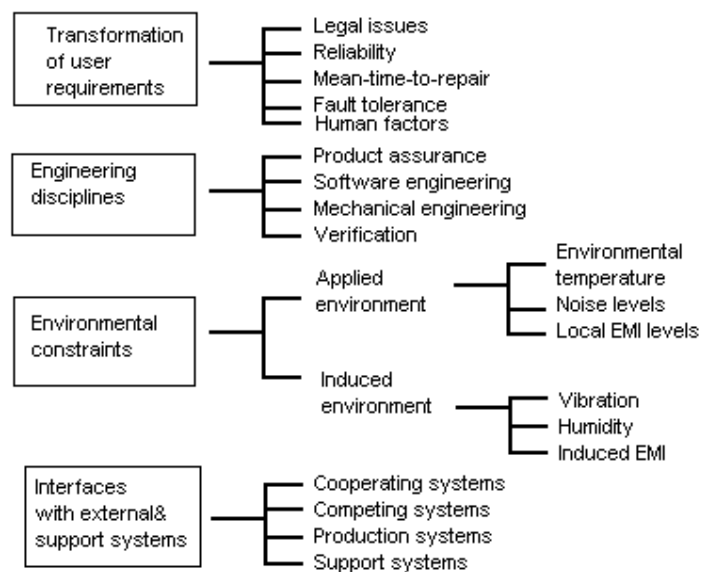 Transformation
of user
requirements
Legal issues
Reliability
Mean-time-to-repair
Fault tolerance
Human factors
Engineering
disciplines
Product assurance
Software engineering
Mechanical engineering
Verification
Environmental
constraints
Applied
environment
Environmental
temperature
Noise levels
Local EMI levels
Induced
environment
Vibration
Humidity
Induced EMI
Interfaces
with external&
support systems
Cooperating systems
Competing systems
Production systems
Support systems